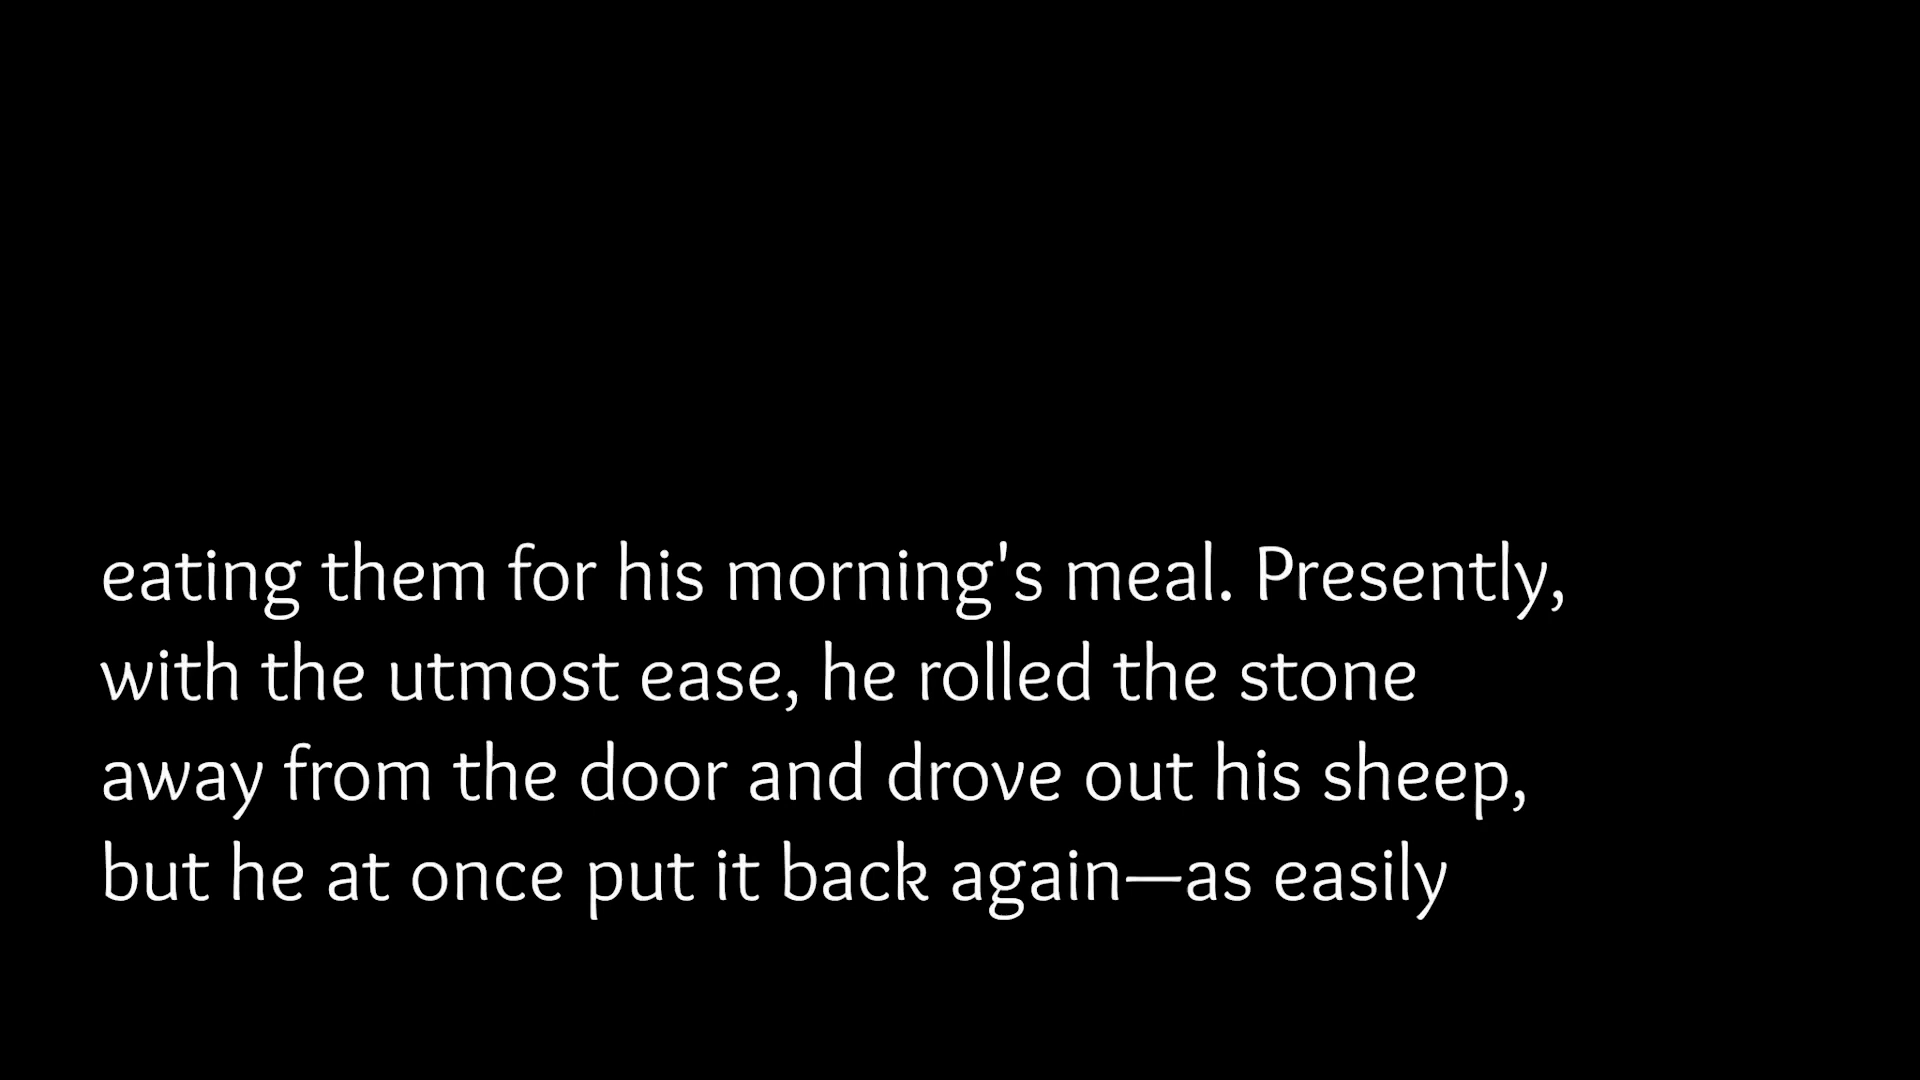 eating them for his morning's meal. Presently,
with the utmost ease, he rolled the stone
away from the door and drove out his sheep,
but he at once put it back again—as easily